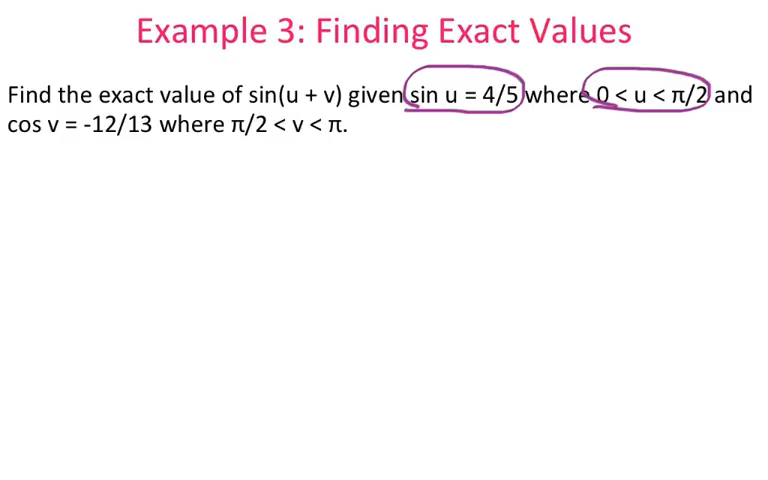 Example 3: Finding Exact Values
Find the exact value of sin(u + v) given sin u = 4/5 where 0 < u < π/2 and
cos v = -12/13 where π/2 < v < π.